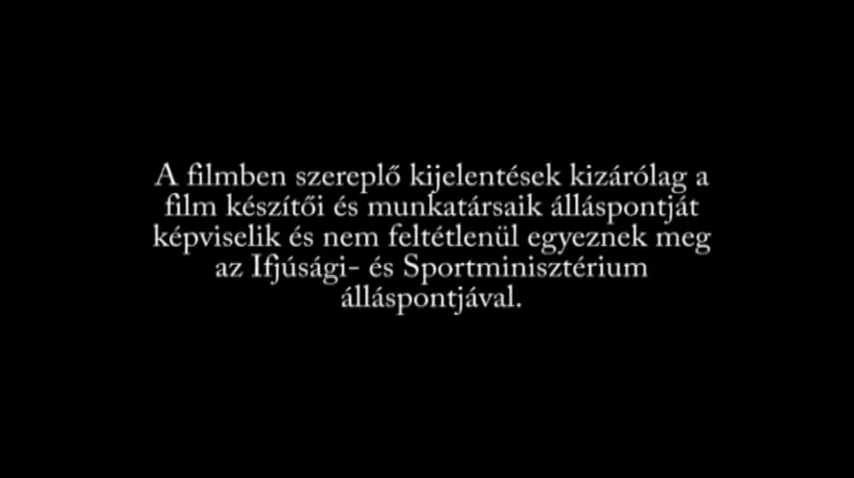 A filmben szereplő kijelentések kizárólag a
film készítői és munkatársaik álláspontját
képviselik és nem feltétlenül egyeznek meg
az Ifjúsági- és Sportminisztérium
álláspontjával.